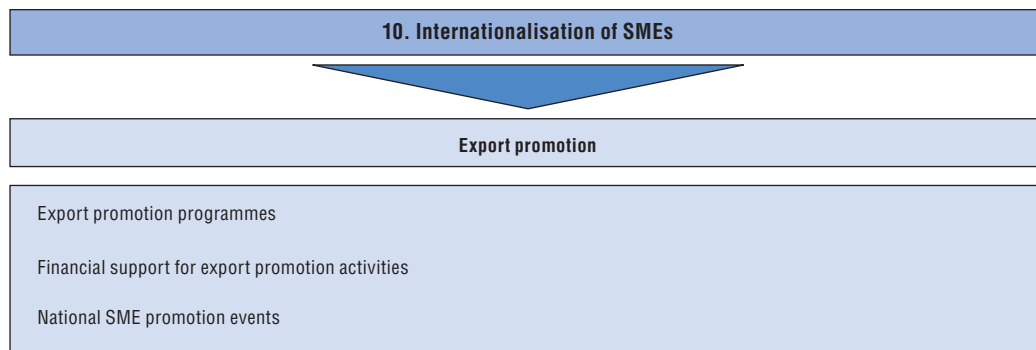 10. Internationalisation of SMEs
Export promotion
Export promotion programmes
Financial support for export promotion activities
National SME promotion events